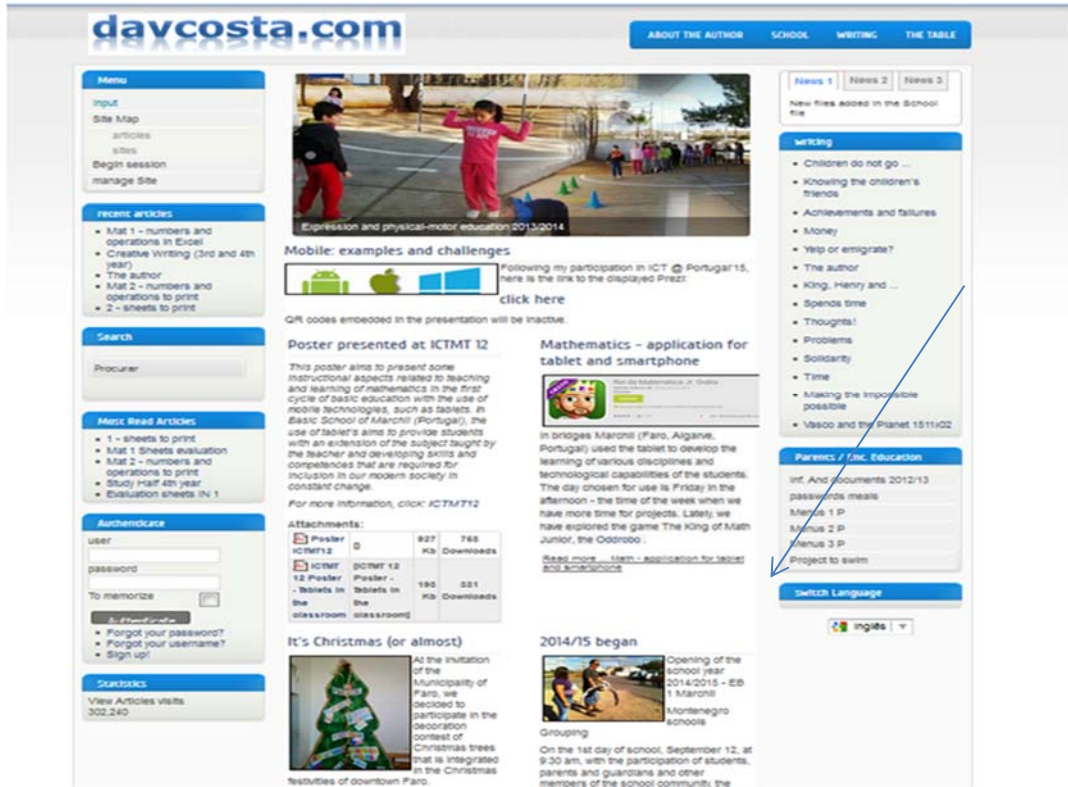 davcosta.com
ABOUT THE AUTHOR SCHOOL WRITING THE TABLE
Menu
Input
Site Map
articles
sites
Begin session
manage Site
recent articles
Mat 1 - numbers and
operations in Excel
Creative Writing (3rd and 4th
year)
The author
Mat 2 - numbers and
operations to print
2 - sheets to print
Search
Procurar
Most Read Articles
1 - sheets to print
Mat 1 Sheets evaluation
Mat 2 - numbers and
operations to print
Study Half 4th year
Evaluation sheets IN 1
Authenticate
user
password
To memorize
Authenticate
Forgot your password?
Forgot your username?
Sign up!
Statistics
View Articles visits
302,240
Expression and physical-motor education 2013/2014
Mobile: examples and challenges
Following my participation in ICT @ Portugal'15,
here is the link to the displayed Prezi:
click here
QR codes embedded in the presentation will be inactive.
Poster presented at ICTMT 12
This poster aims to present some
instructional aspects related to teaching
and learning of mathematics in the first
cycle of basic education with the use of
mobile technologies, such as tablets. In
Basic School of Marchil (Portugal), the
use of tablet's aims to provide students
with an extension of the subject taught by
the teacher and developing skills and
competences that are required for
inclusion in our modern society in
constant change.
For more information, click: ICTMT12
Attachments:
Poster
ICTMT12
[]
927
Kb
768
Downloads
ICTMT
12 Poster
- Tablets in
the
classroom
[ICTMT 12
Poster -
Tablets in
the
classroom]
193
Kb
331
Downloads
It's Christmas (or almost)
At the invitation
of the
Municipality of
Faro, we
decided to
participate in the
decoration
contest of
Christmas trees
that is integrated
in the Christmas
festivities of downtown Faro.
Mathematics - application for
tablet and smartphone
Rei da Matemática Jr. Grátis
In bridges Marchil (Faro, Algarve,
Portugal) used the tablet to develop the
learning of various disciplines and
technological capabilities of the students.
The day chosen for use is Friday in the
afternoon - the time of the week when we
have more time for projects. Lately, we
have explored the game The King of Math
Junior, the Oddrobo .
Read more ... Math - application for tablet
and smartphone
2014/15 began
Opening of the
school year
2014/2015 - EB
1 Marchil
Montenegro
schools
Grouping
On the 1st day of school, September 12, at
9:30 am, with the participation of students,
parents and guardians and other
members of the school community, the
News 1 News 2 News 3
New files added in the School
file
writing
Children do not go ...
Knowing the children's
friends
Achievements and failures
Money
Yelp or emigrate?
The author
King, Henry and ...
Spends time
Thoughts!
Problems
Solidarity
Time
Making the impossible
possible
Vasco and the Planet 1511x02
Parents / Enc. Education
Inf. And documents 2012/13
passwords meals
Menus 1 P
Menus 2 P
Menus 3 P
Project to swim
Switch Language
Inglês